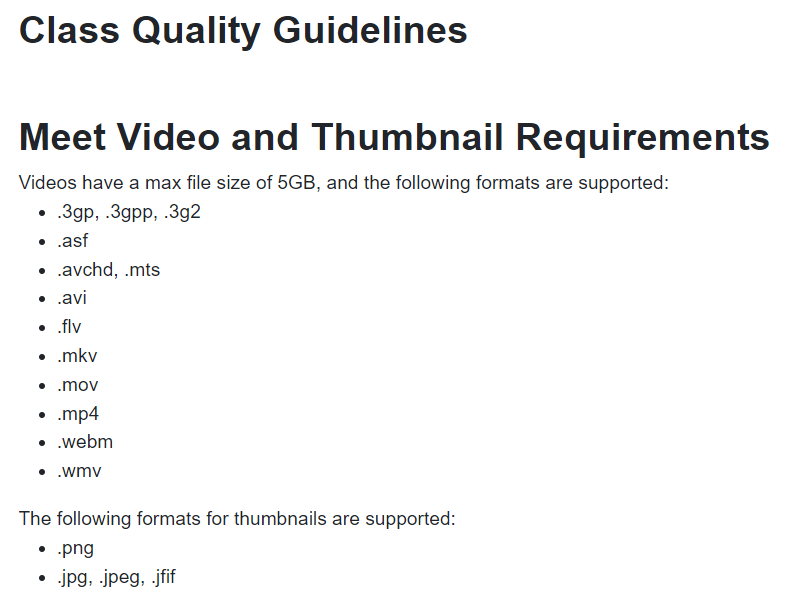 Class Quality Guidelines
Meet Video and Thumbnail Requirements
Videos have a max file size of 5GB, and the following formats are supported:
• .3gp, .3gpp, .3g2
• .asf
• .avchd, .mts
• .avi
• .flv
• .mkv
• .mov
• .mp4
• .webm
• .wmv
The following formats for thumbnails are supported:
• .png
• .jpg, .jpeg, .jfif